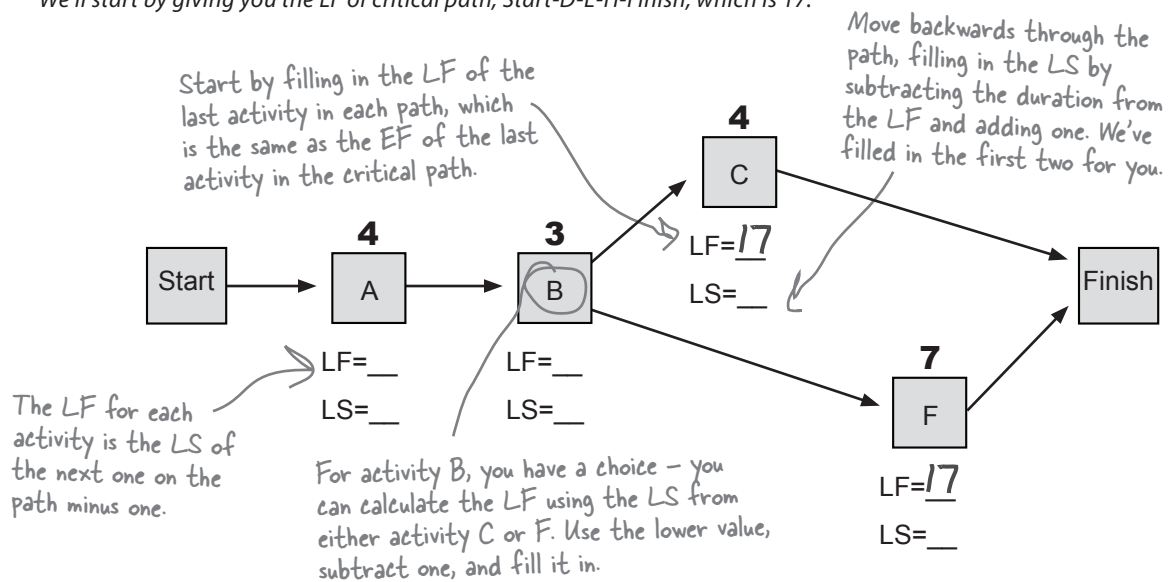 We'll start by giving you the LF of critical path, Start-D-E-H-Finish, which is 17.
Start by filling in the LF of the
last activity in each path, which
is the same as the EF of the last
activity in the critical path.
Move backwards through the
path, filling in the LS by
subtracting the duration from
the LF and adding one. We've
filled in the first two for you.
4
C
LF=17
LS=__
Start
4
A
LF=__
LS=__
3
B
LF=__
LS=__
Finish
7
F
LF=17
LS=__
The LF for each
activity is the LS of
the next one on the
path minus one.
For activity B, you have a choice – you
can calculate the LF using the LS from
either activity C or F. Use the lower value,
subtract one, and fill it in.